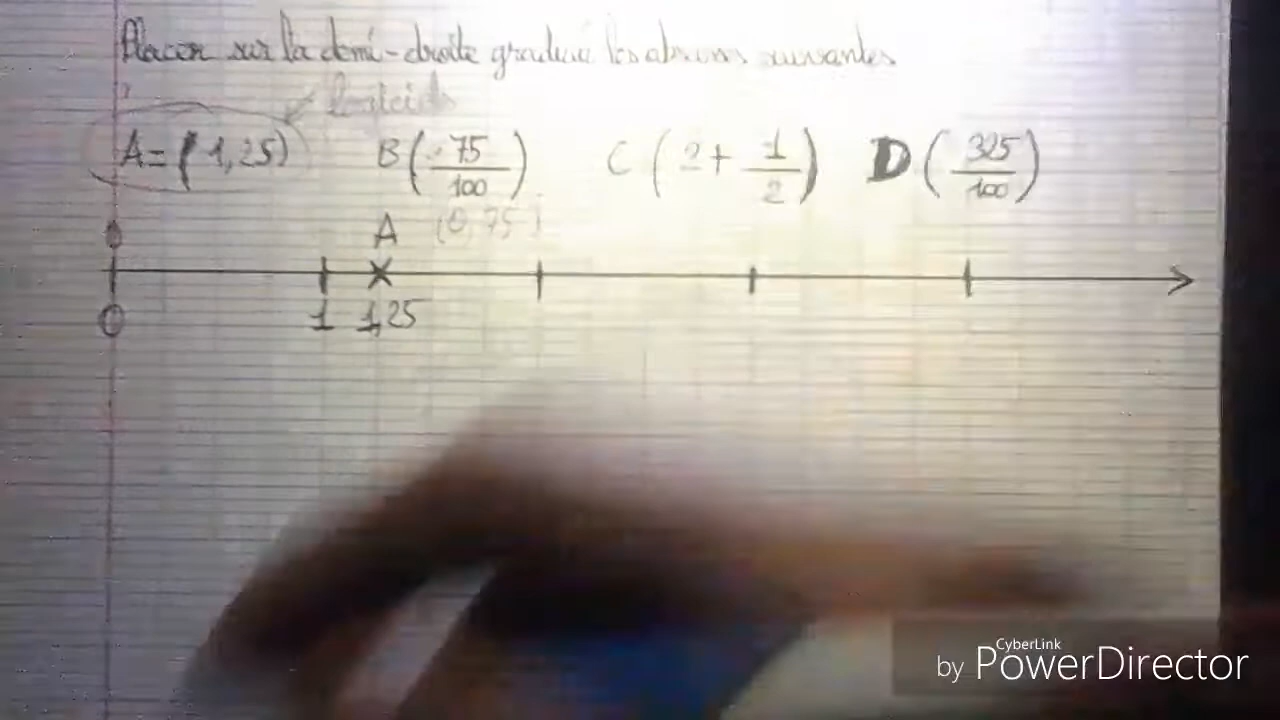 Placer sur la demi-droite graduée les abscisses suivantes
A=(1,25) B(75/100) C(2+1/2) D(325/100)
A (0,75)
0 1 1,25
CyberLink
by PowerDirector